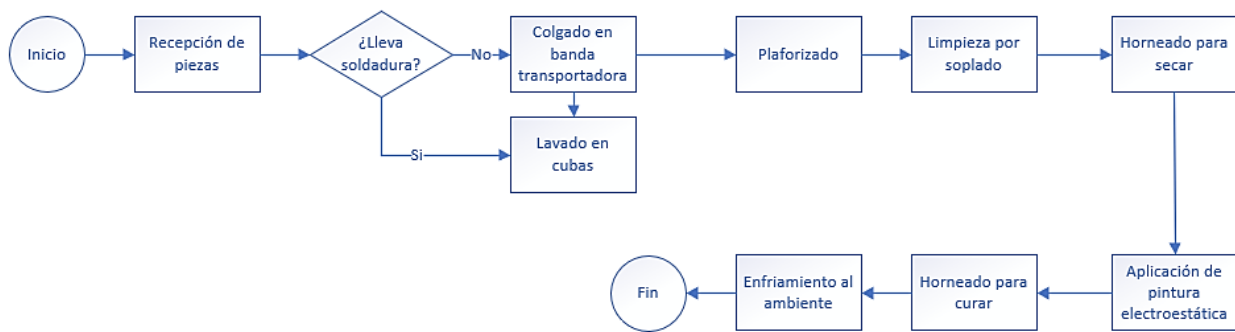 Inicio
Recepción de
piezas
¿Lleva
soldadura?
No
Colgado en
banda
transportadora
Plaforizado
Limpieza por
soplado
Horneado para
secar
Si
Lavado en
cubas
Fin
Enfriamiento al
ambiente
Horneado para
curar
Aplicación de
pintura
electroestática